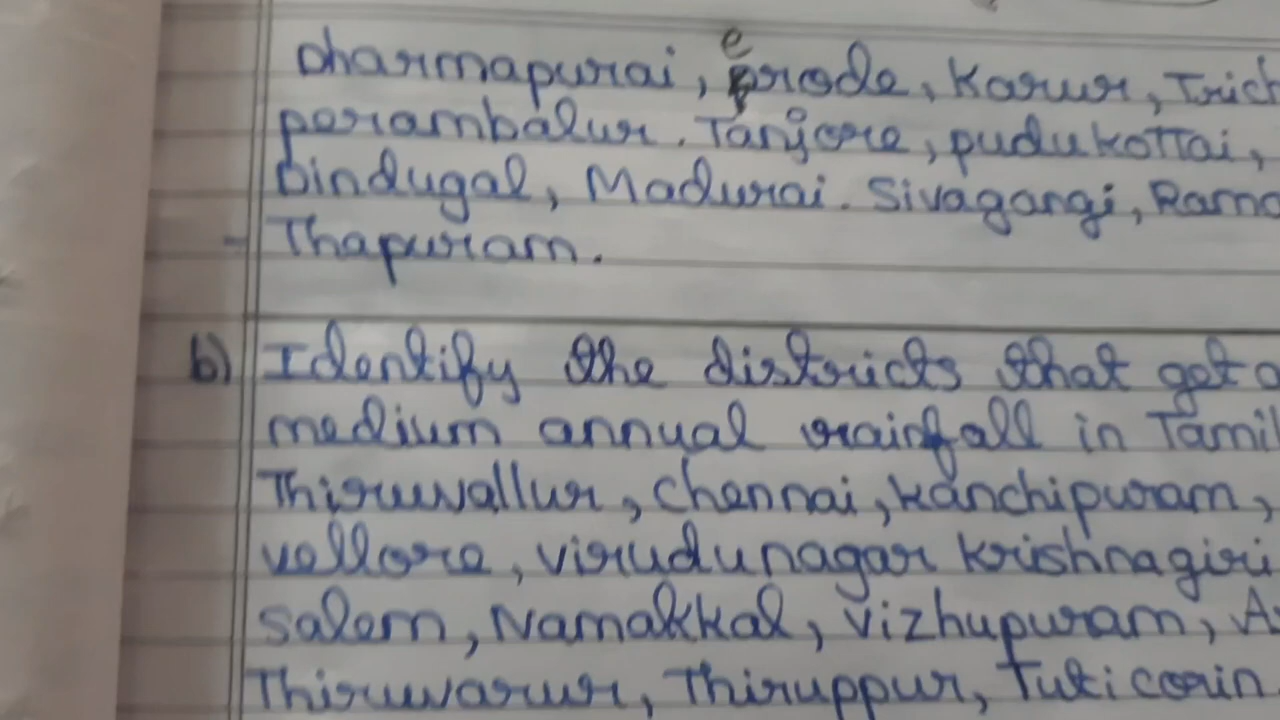 Dharmapurai, erode, Karur, Trich
perambalur. Tanjore, pudukottai,
Dindugal, Madurai. Sivagangi, Rama
-Thapuram.
b) Identify the districts that get a
medium annual rainfall in Tamil
Thiruvallur, Chennai, Kanchipuram,
vellore, virudunagar Krishnagiri
salem, Namakkal, Vizhupuram, A
Thiruvarur, Thiruppur, Tuticorin